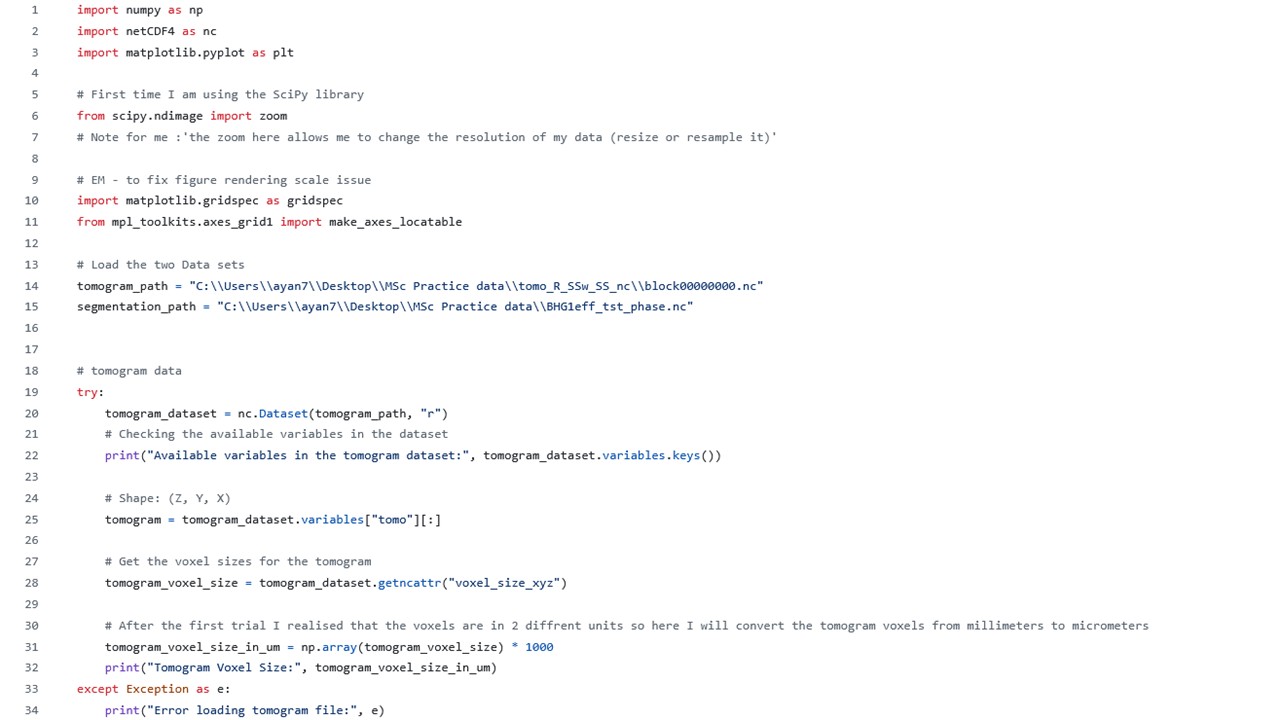 1 import numpy as np
2 import netCDF4 as nc
3 import matplotlib.pyplot as plt
4
5 # First time I am using the SciPy library
6 from scipy.ndimage import zoom
7 # Note for me :'the zoom here allows me to change the resolution of my data (resize or resample it)'
8
9 # EM - to fix figure rendering scale issue
10 import matplotlib.gridspec as gridspec
11 from mpl_toolkits.axes_grid1 import make_axes_locatable
12
13 # Load the two Data sets
14 tomogram_path = "C:\\Users\\ayan7\\Desktop\\MSc Practice data\\tomo_R_SSw_SS_nc\\block00000000.nc"
15 segmentation_path = "C:\\Users\\ayan7\\Desktop\\MSc Practice data\\BHG1eff_tst_phase.nc"
16
17
18 # tomogram data
19 try:
20     tomogram_dataset = nc.Dataset(tomogram_path, "r")
21     # Checking the available variables in the dataset
22     print("Available variables in the tomogram dataset:", tomogram_dataset.variables.keys())
23
24     # Shape: (Z, Y, X)
25     tomogram = tomogram_dataset.variables["tomo"][:]
26
27     # Get the voxel sizes for the tomogram
28     tomogram_voxel_size = tomogram_dataset.getncattr("voxel_size_xyz")
29
30     # After the first trial I realised that the voxels are in 2 diffrent units so here I will convert the tomogram voxels from millimeters to micrometers
31     tomogram_voxel_size_in_um = np.array(tomogram_voxel_size) * 1000
32     print("Tomogram Voxel Size:", tomogram_voxel_size_in_um)
33 except Exception as e:
34     print("Error loading tomogram file:", e)